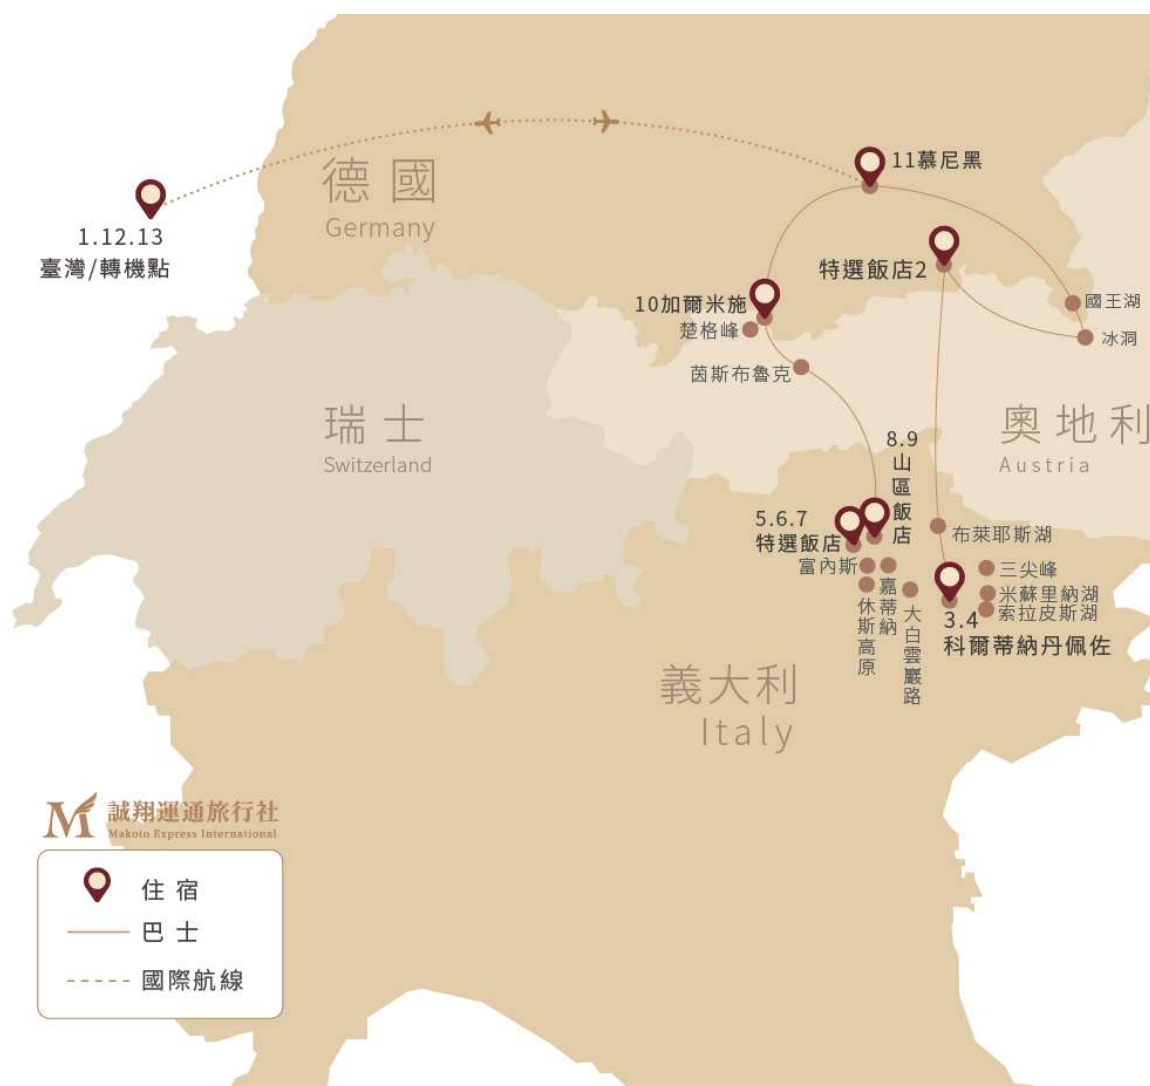 11慕尼黑
德國
Germany
1.12.13
臺灣/轉機點
特選飯店2
10加爾米施
楚格峰
國王湖
冰洞
茵斯布魯克
瑞士
Switzerland
奧地利
Austria
8.9
山區飯店
5.6.7
特選飯店
富內斯
布萊耶斯湖
三尖峰
米蘇里納湖
索拉皮斯湖
休斯高原
嘉蒂納
大白雲巖路
3.4
科爾蒂納丹佩佐
義大利
Italy
誠翔運通旅行社
Makoto Express International
住宿
巴士
國際航線